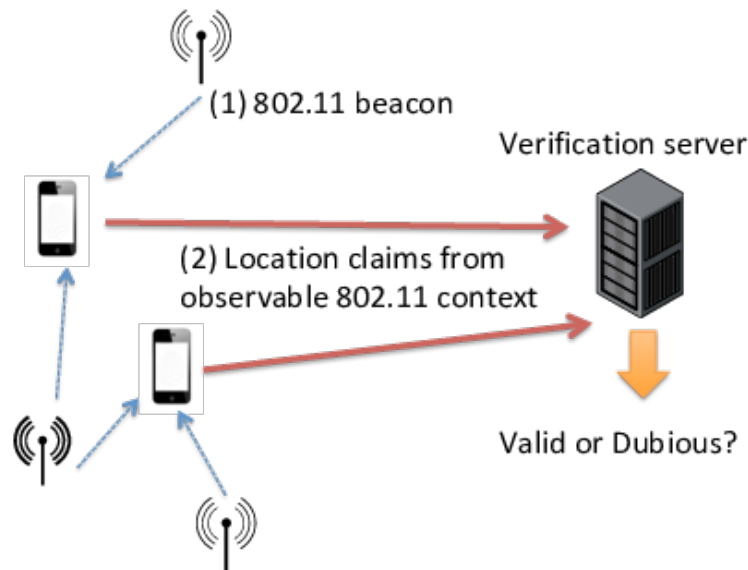 (1) 802.11 beacon
Verification server
(2) Location claims from
observable 802.11 context
Valid or Dubious?